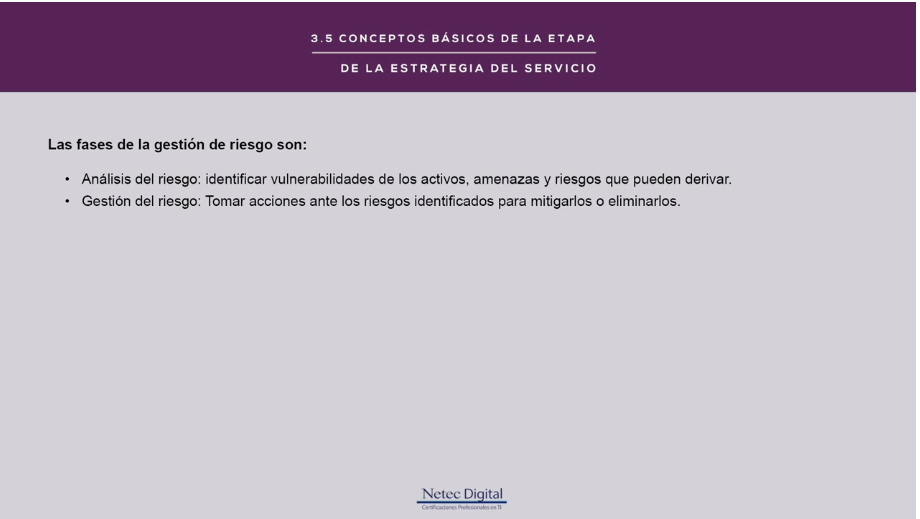 3.5 CONCEPTOS BÁSICOS DE LA ETAPA
DE LA ESTRATEGIA DEL SERVICIO
Las fases de la gestión de riesgo son:
• Análisis del riesgo: identificar vulnerabilidades de los activos, amenazas y riesgos que pueden derivar.
• Gestión del riesgo: Tomar acciones ante los riesgos identificados para mitigarlos o eliminarlos.
Netec Digital
Certificaciones Profesionales en TI